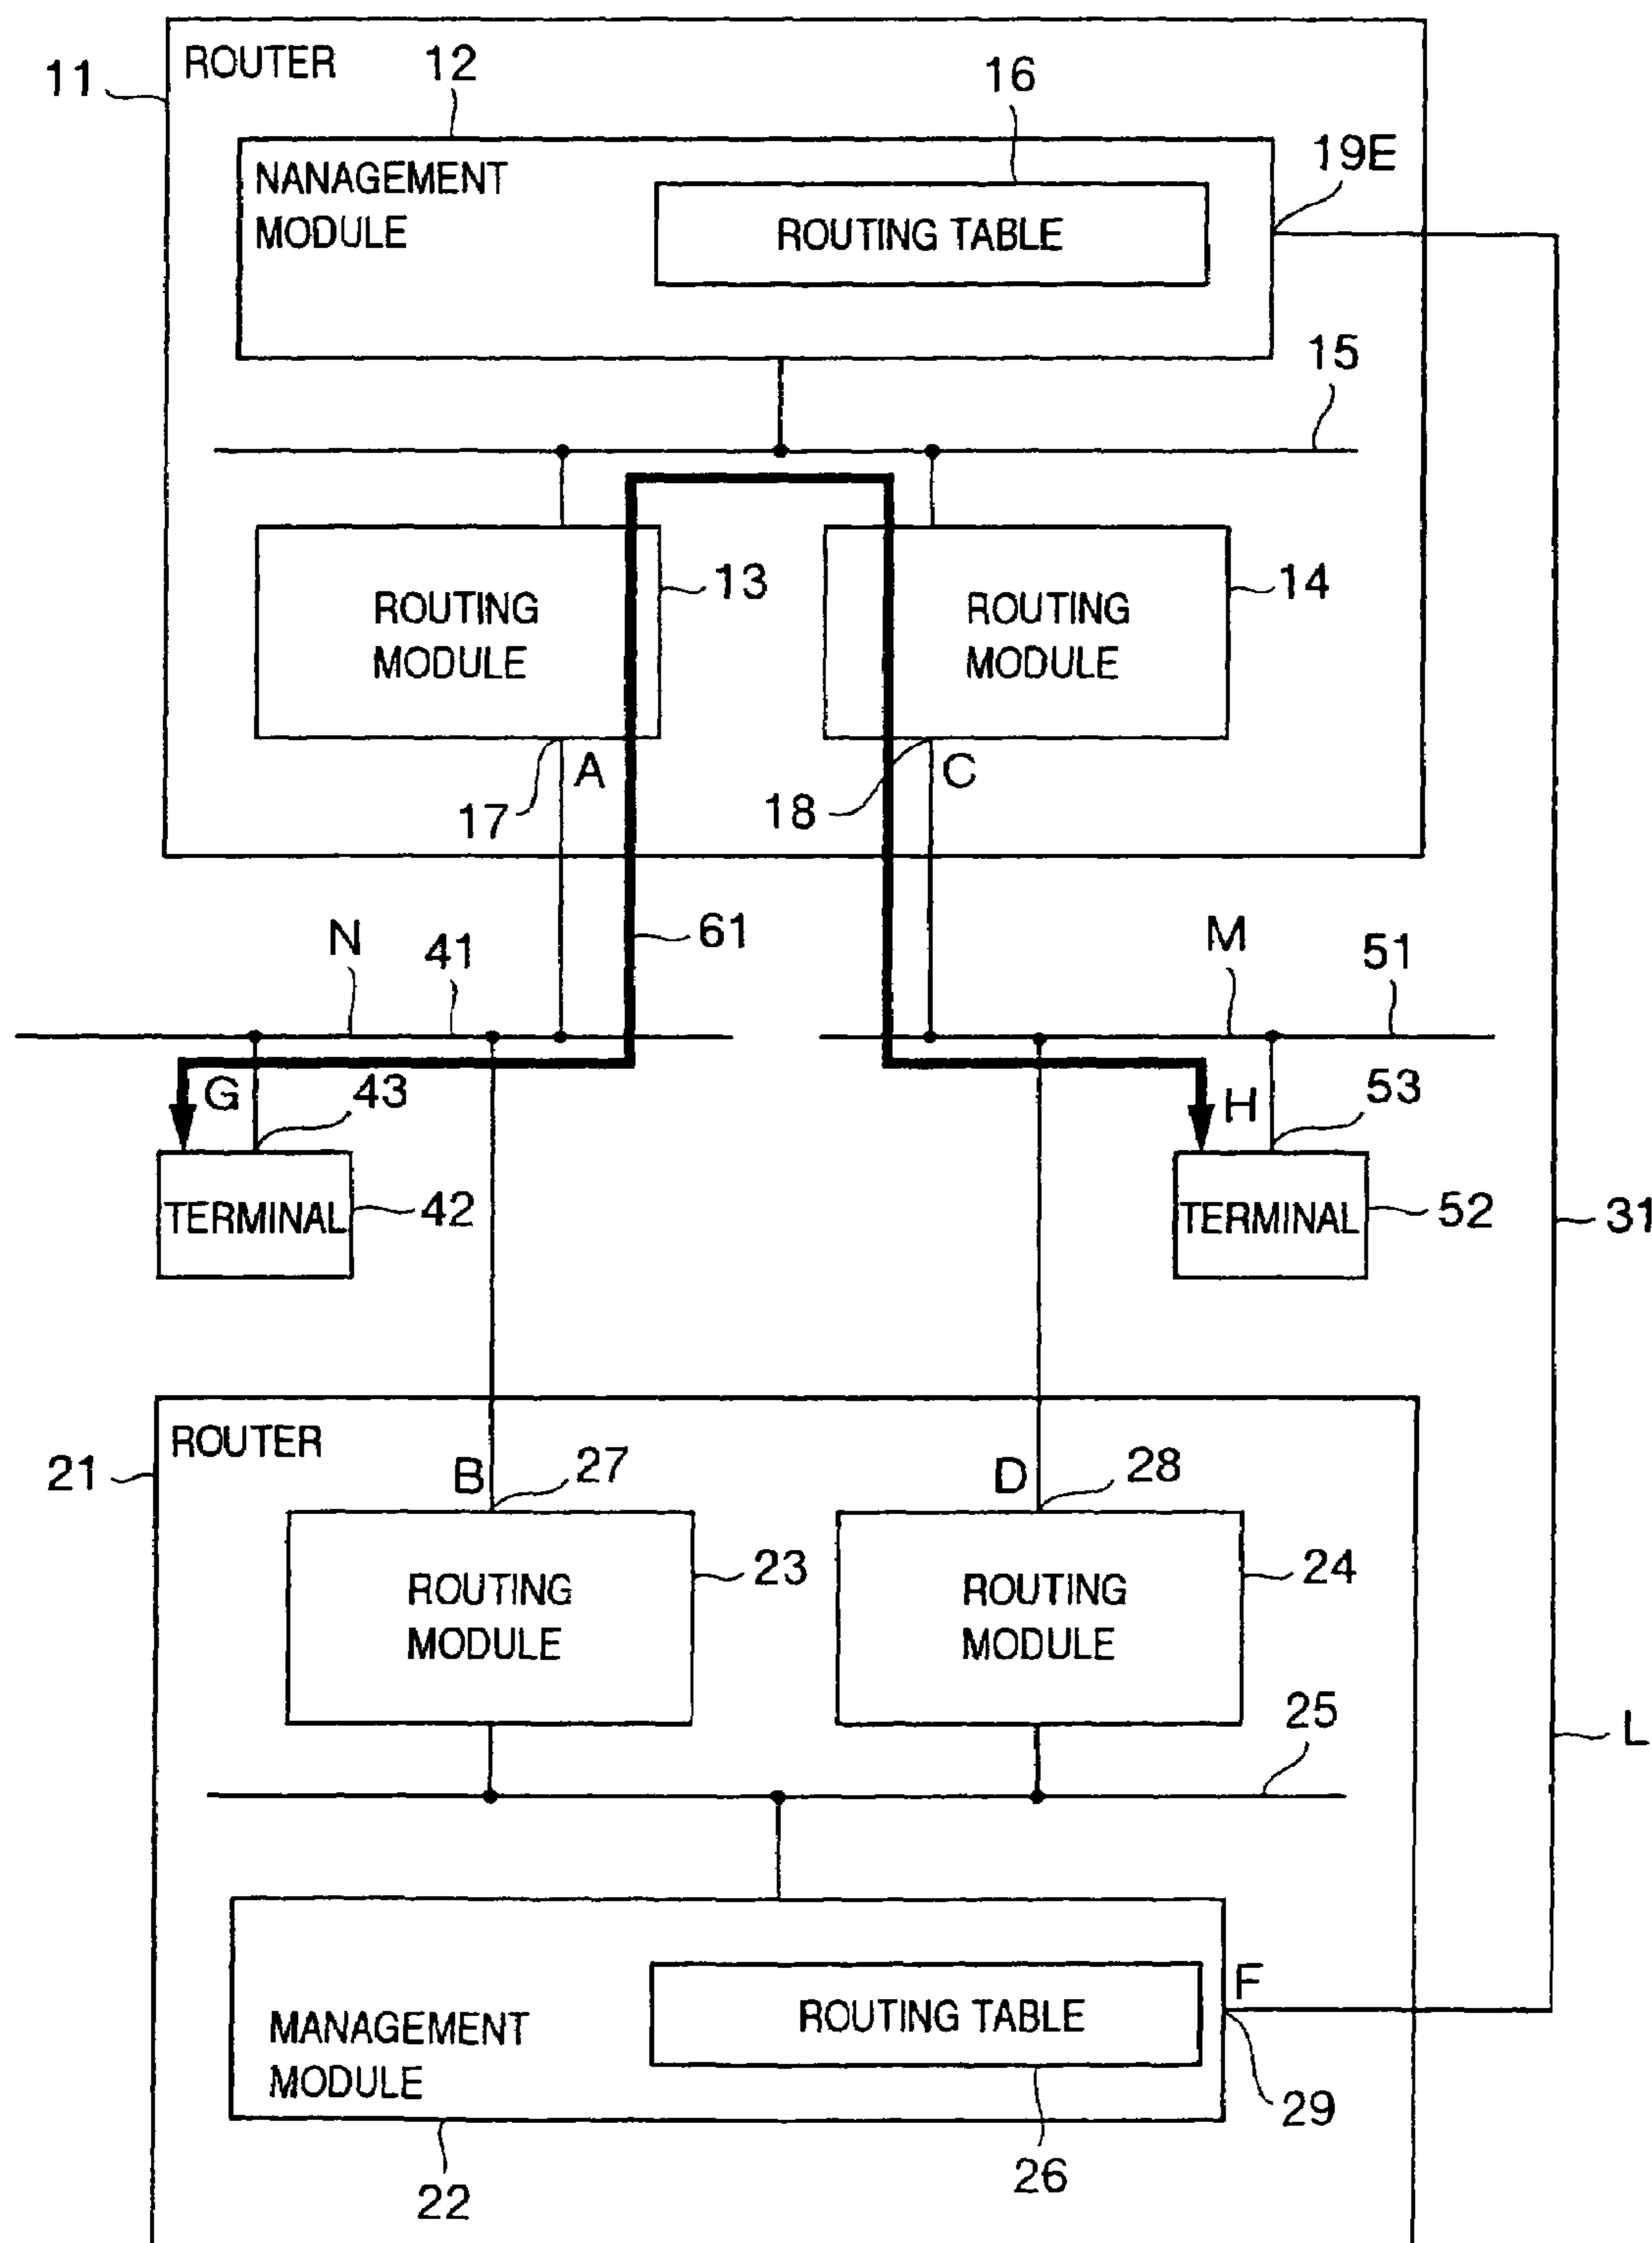 ROUTER
11
12
16
NANAGEMENT
MODULE
ROUTING TABLE
19E
15
ROUTING
MODULE
13
ROUTING
MODULE
14
17
A
18
C
N
41
61
M
51
G
43
H
53
TERMINAL
42
TERMINAL
52
31
ROUTER
21
B
27
D
28
ROUTING
MODULE
23
ROUTING
MODULE
24
25
L
MANAGEMENT
MODULE
ROUTING TABLE
F
29
22
26